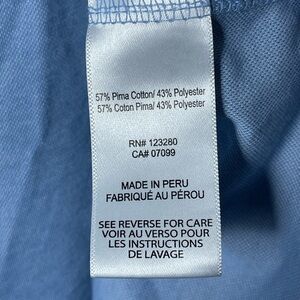 57% Pima Cotton/ 43% Polyester
57% Coton Pima/ 43% Polyester
RN# 123280
CA# 07099
MADE IN PERU
FABRIQUÉ AU PÉROU
SEE REVERSE FOR CARE
VOIR AU VERSO POUR
LES INSTRUCTIONS
DE LAVAGE